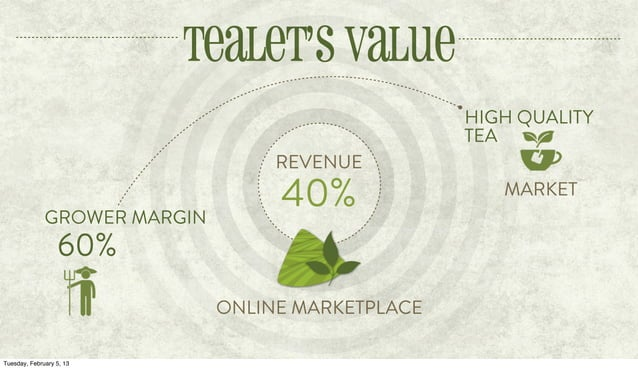 TEALET'S VALUE
HIGH QUALITY
TEA
MARKET
REVENUE
40%
GROWER MARGIN
60%
ONLINE MARKETPLACE
Tuesday, February 5, 13